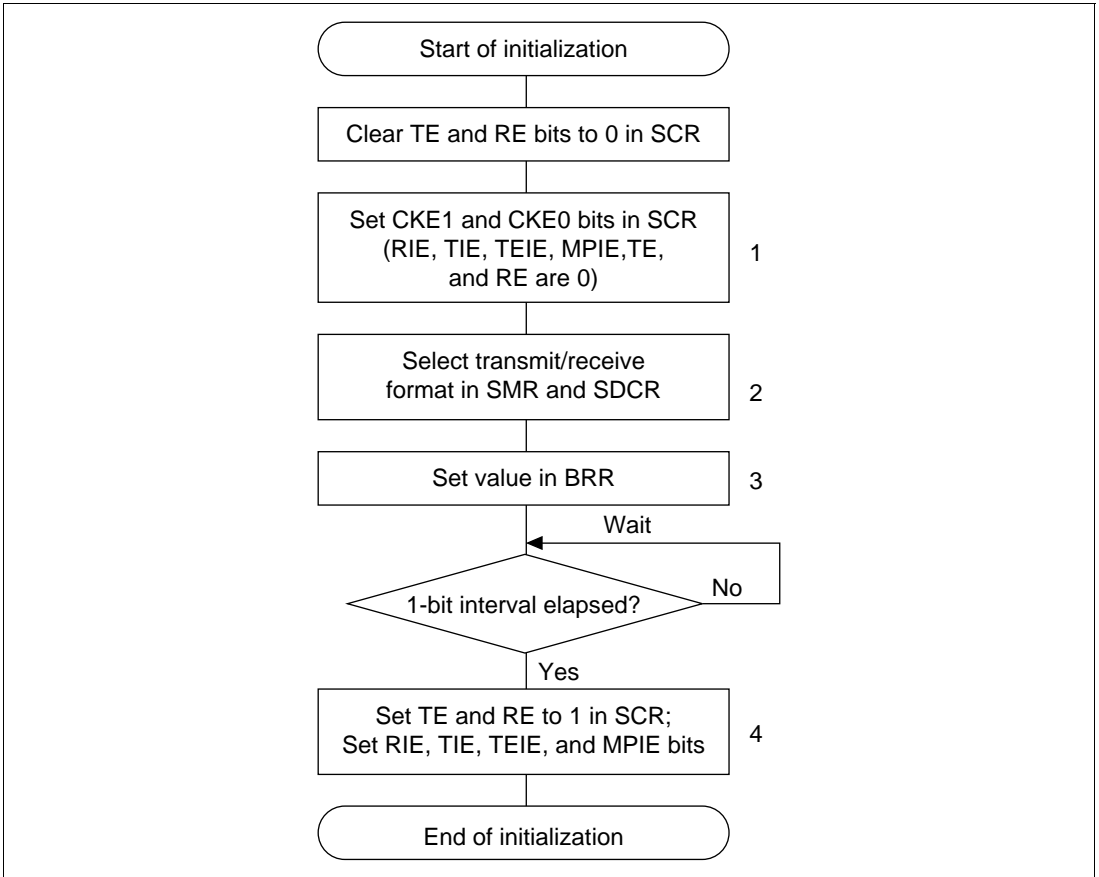 Start of initialization
Clear TE and RE bits to 0 in SCR
Set CKE1 and CKE0 bits in SCR
(RIE, TIE, TEIE, MPIE,TE,
and RE are 0)
1
Select transmit/receive
format in SMR and SDCR
2
Set value in BRR
3
Wait
1-bit interval elapsed?
No
Yes
Set TE and RE to 1 in SCR;
Set RIE, TIE, TEIE, and MPIE bits
4
End of initialization